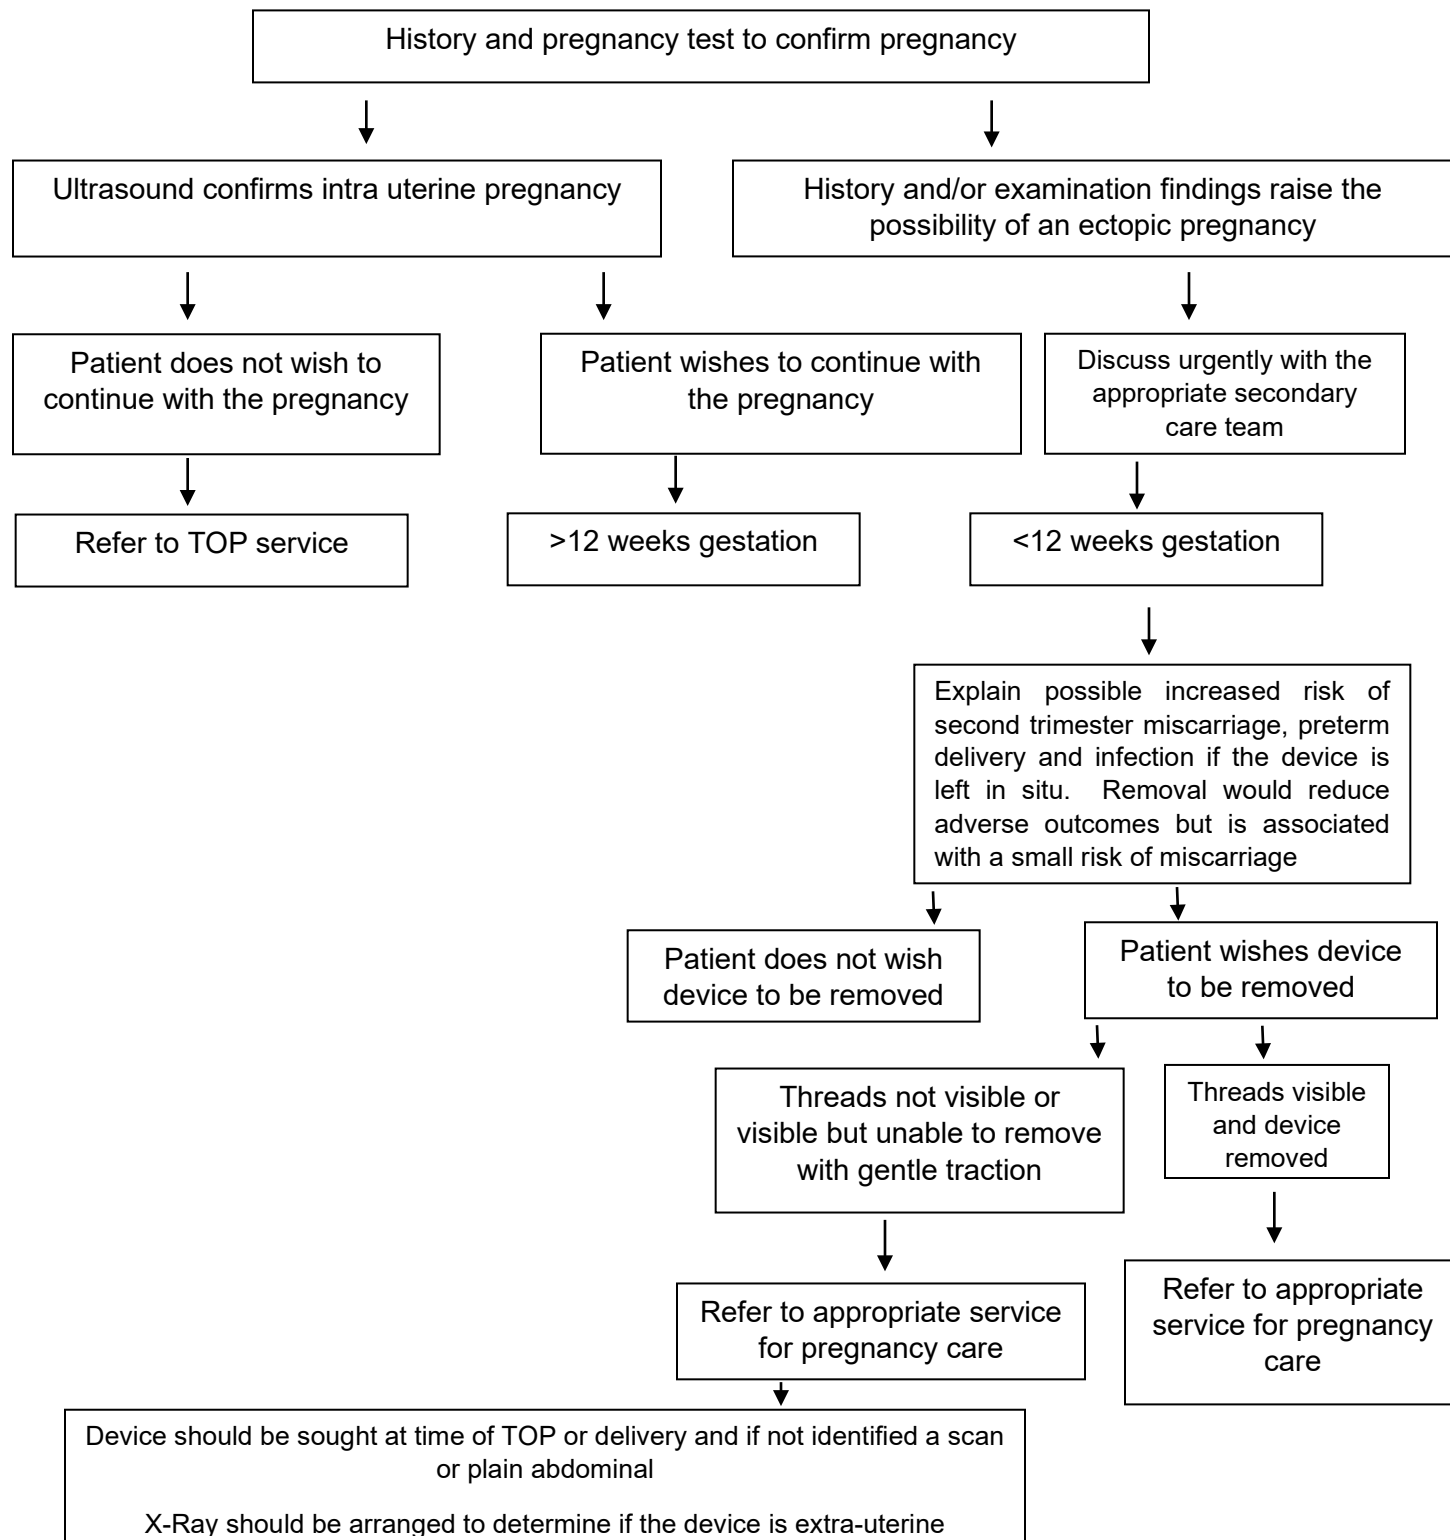 History and pregnancy test to confirm pregnancy
Ultrasound confirms intra uterine pregnancy
History and/or examination findings raise the
possibility of an ectopic pregnancy
Patient does not wish to
continue with the pregnancy
Patient wishes to continue with
the pregnancy
Discuss urgently with the
appropriate secondary
care team
Refer to TOP service
>12 weeks gestation
<12 weeks gestation
Explain possible increased risk of
second trimester miscarriage, preterm
delivery and infection if the device is
left in situ. Removal would reduce
adverse outcomes but is associated
with a small risk of miscarriage
Patient does not wish
device to be removed
Patient wishes device
to be removed
Threads not visible or
visible but unable to remove
with gentle traction
Threads visible
and device
removed
Refer to appropriate service
for pregnancy care
Refer to appropriate
service for pregnancy
care
Device should be sought at time of TOP or delivery and if not identified a scan
or plain abdominal
X-Ray should be arranged to determine if the device is extra-uterine